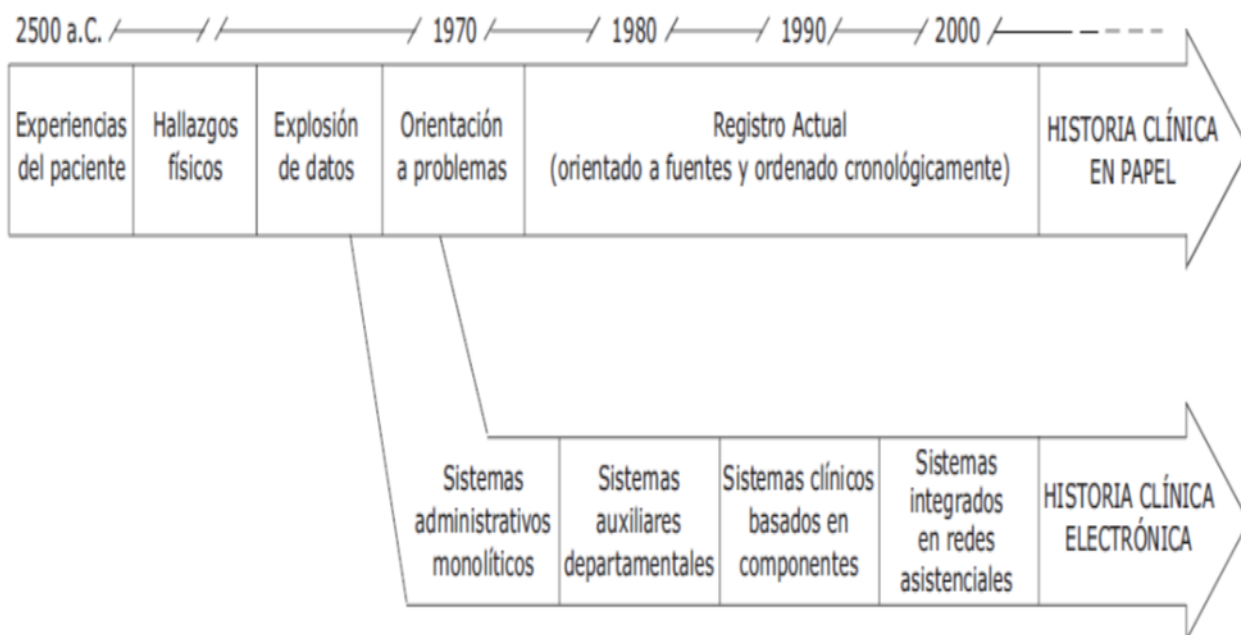 2500 a.C. 1970 1980 1990 2000
Experiencias
del paciente
Hallazgos
físicos
Explosión
de datos
Orientación
a problemas
Registro Actual
(orientado a fuentes y ordenado cronológicamente)
HISTORIA CLÍNICA
EN PAPEL
Sistemas
administrativos
monolíticos
Sistemas
auxiliares
departamentales
Sistemas clínicos
basados en
componentes
Sistemas
integrados
en redes
asistenciales
HISTORIA CLÍNICA
ELECTRÓNICA